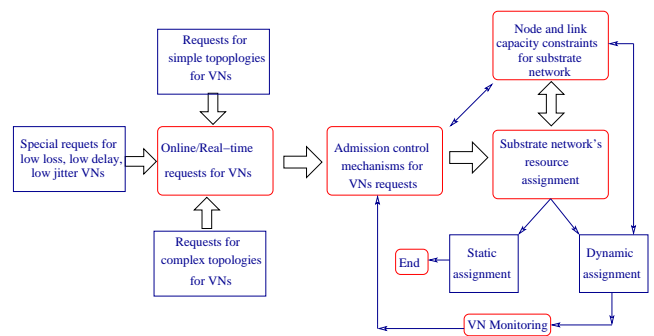 Requests for
simple toopologies
for VNs
Special requets for
low loss, low delay,
low jitter VNs
Online/Real-time
requests for VNs
Requests for
complex topologies
for VNs
Admission control
mechanisms for
VNs requests
Node and link
capacity constraints
for substrate
network
Substrate network's
resource
assignment
End
Static
assignment
Dynamic
assignment
VN Monitoring